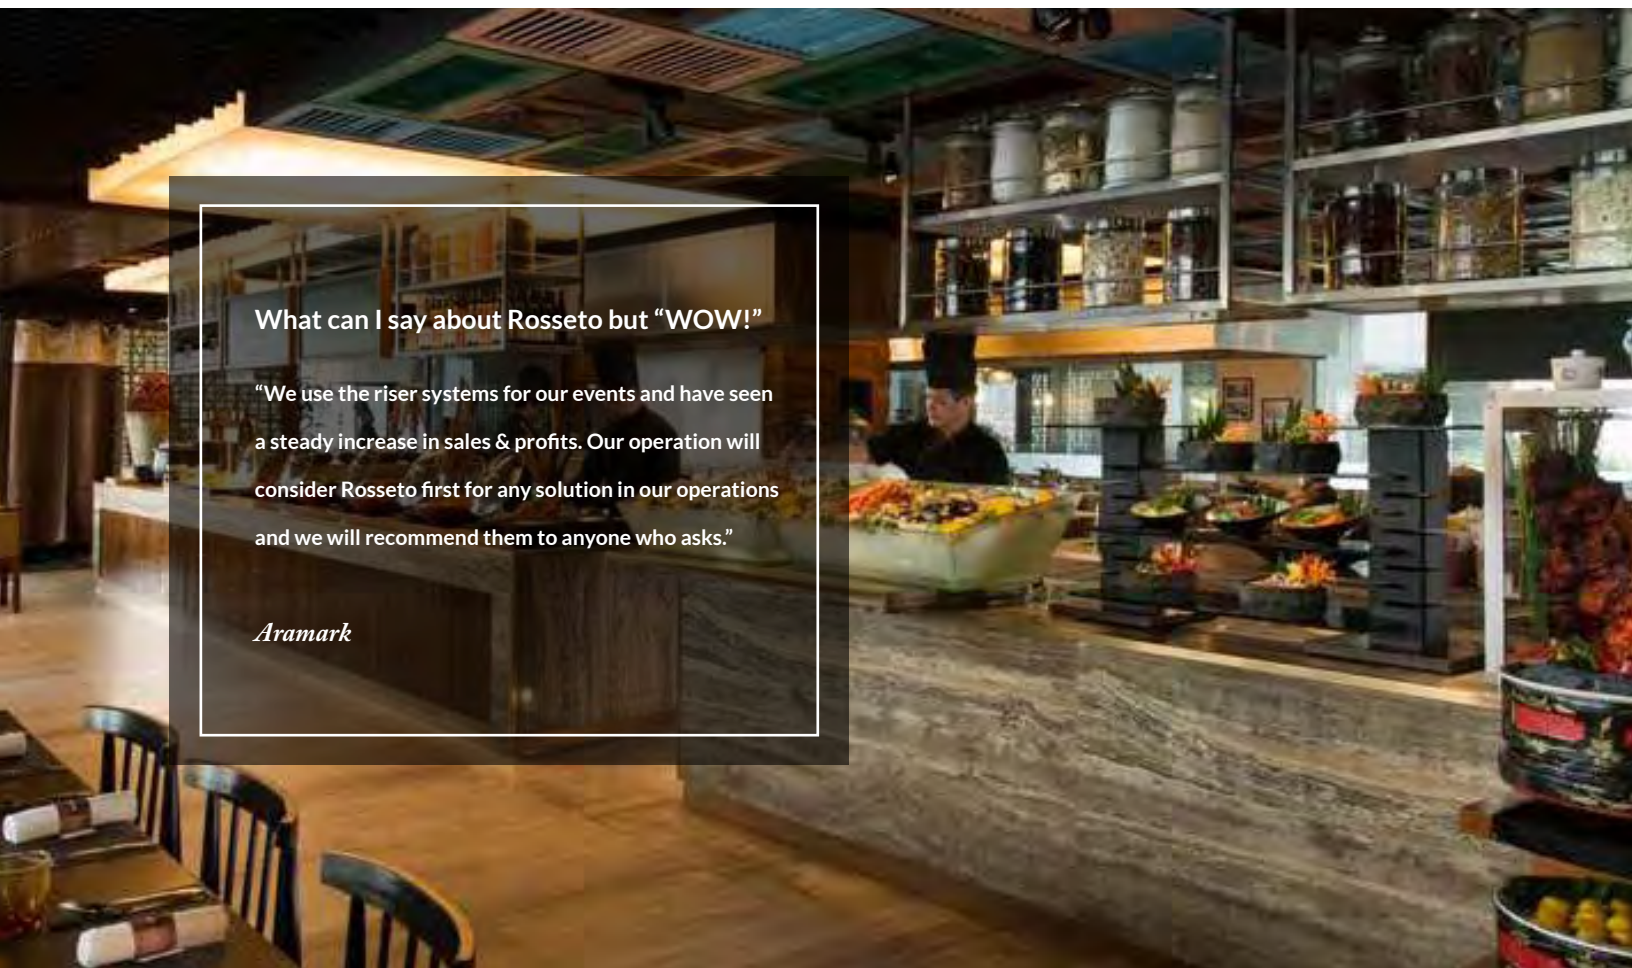 What can I say about Rosseto but “WOW!”
“We use the riser systems for our events and have seen
a steady increase in sales & profits. Our operation will
consider Rosseto first for any solution in our operations
and we will recommend them to anyone who asks.”
Aramark